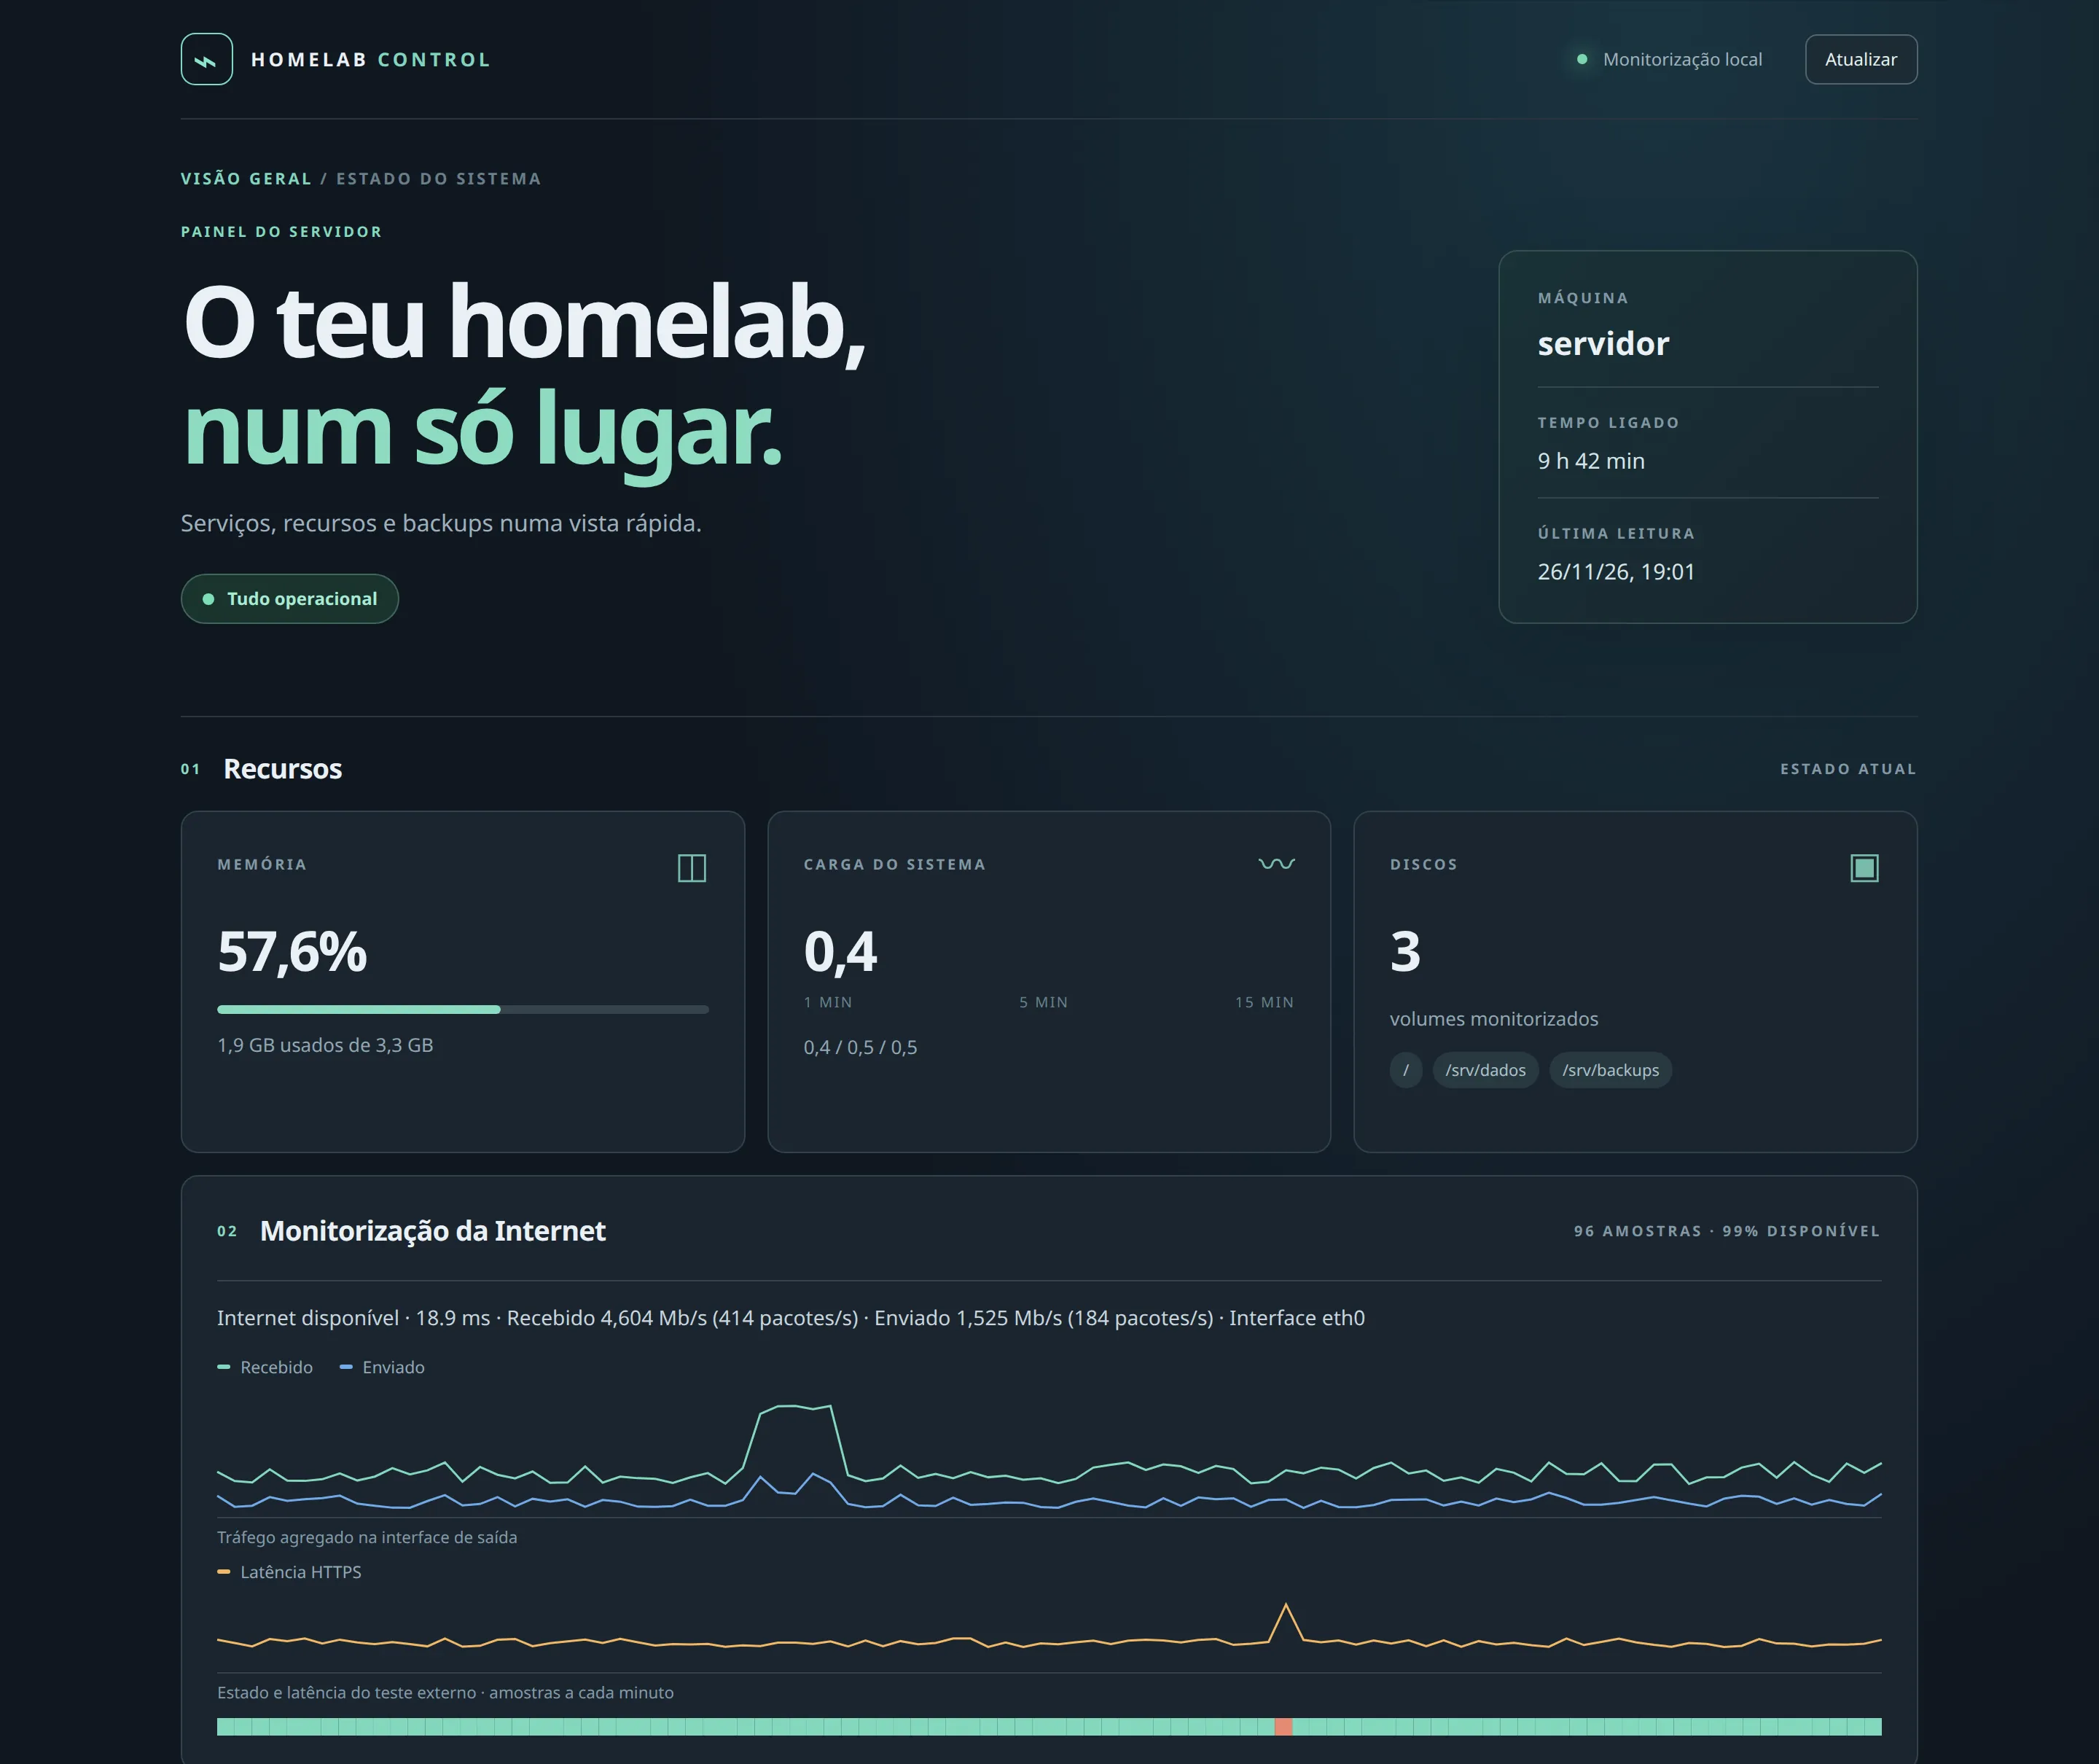 HOMELAB CONTROL
Monitorização local
Atualizar
VISÃO GERAL / ESTADO DO SISTEMA
PAINEL DO SERVIDOR
O teu homelab,
num só lugar.
Serviços, recursos e backups numa vista rápida.
Tudo operacional
MÁQUINA
servidor
TEMPO LIGADO
9 h 42 min
ÚLTIMA LEITURA
26/11/26, 19:01
01 Recursos
ESTADO ATUAL
MEMÓRIA
57,6%
1,9 GB usados de 3,3 GB
CARGA DO SISTEMA
0,4
1 MIN 5 MIN 15 MIN
0,4 / 0,5 / 0,5
DISCOS
3
volumes monitorizados
/ /srv/dados /srv/backups
02 Monitorização da Internet
96 AMOSTRAS · 99% DISPONÍVEL
Internet disponível · 18.9 ms · Recebido 4,604 Mb/s (414 pacotes/s) · Enviado 1,525 Mb/s (184 pacotes/s) · Interface eth0
Recebido Enviado
Tráfego agregado na interface de saída
Latência HTTPS
Estado e latência do teste externo · amostras a cada minuto